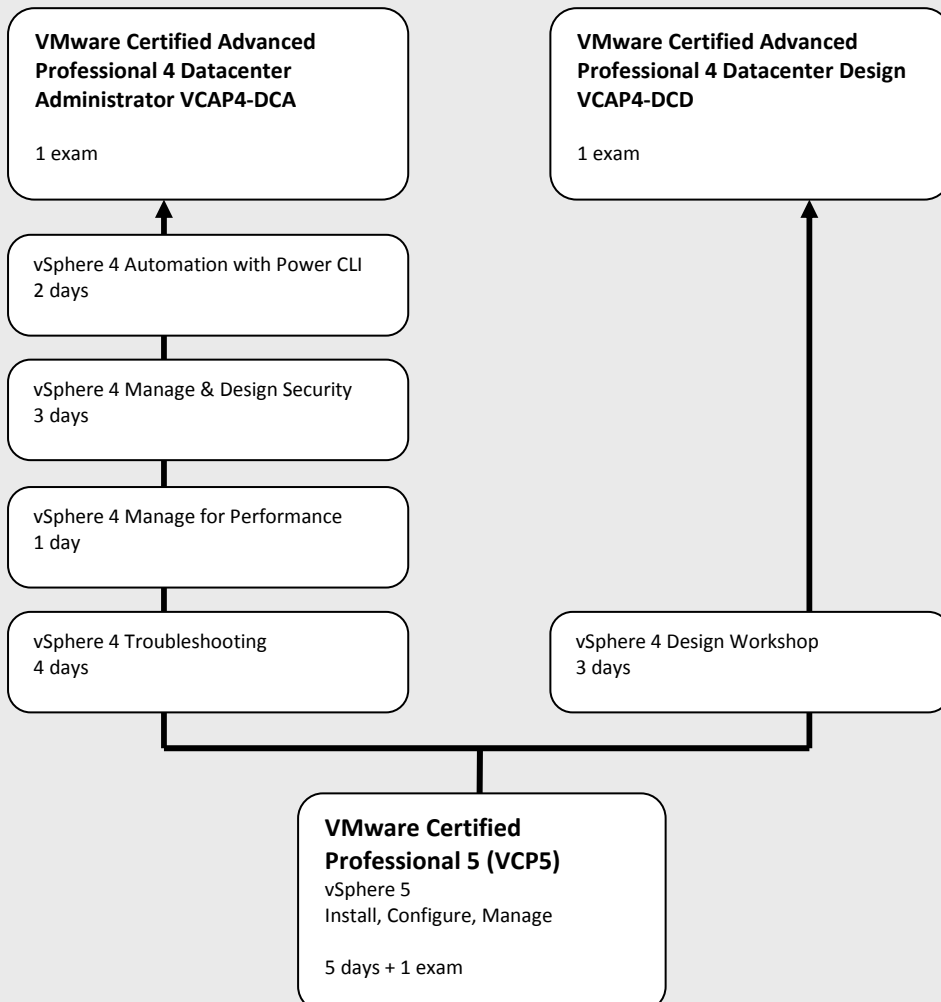 VMware Certified Advanced
Professional 4 Datacenter
Administrator VCAP4-DCA
1 exam
VMware Certified Advanced
Professional 4 Datacenter Design
VCAP4-DCD
1 exam
vSphere 4 Automation with Power CLI
2 days
vSphere 4 Manage & Design Security
3 days
vSphere 4 Manage for Performance
1 day
vSphere 4 Troubleshooting
4 days
vSphere 4 Design Workshop
3 days
VMware Certified
Professional 5 (VCP5)
vSphere 5
Install, Configure, Manage
5 days + 1 exam